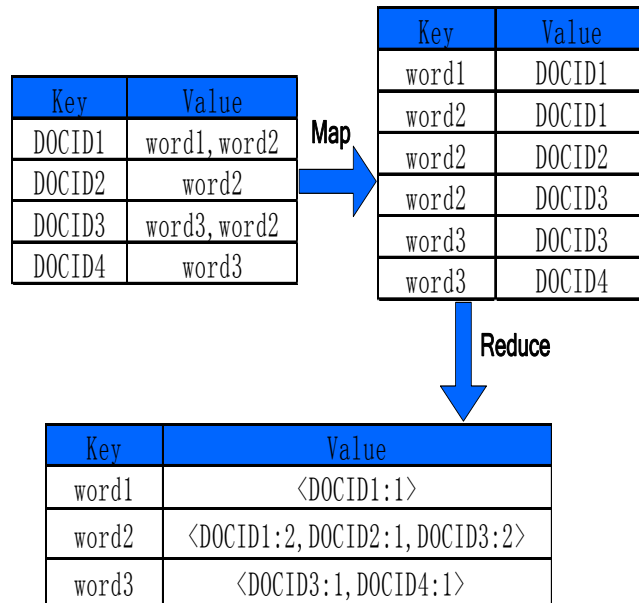 Key Value
DOCID1 word1,word2
DOCID2 word2
DOCID3 word3,word2
DOCID4 word3
Map
Key Value
word1 DOCID1
word2 DOCID1
word2 DOCID2
word2 DOCID3
word3 DOCID3
word3 DOCID4
Reduce
Key Value
word1 〈DOCID1:1〉
word2 〈DOCID1:2,DOCID2:1,DOCID3:2〉
word3 〈DOCID3:1,DOCID4:1〉